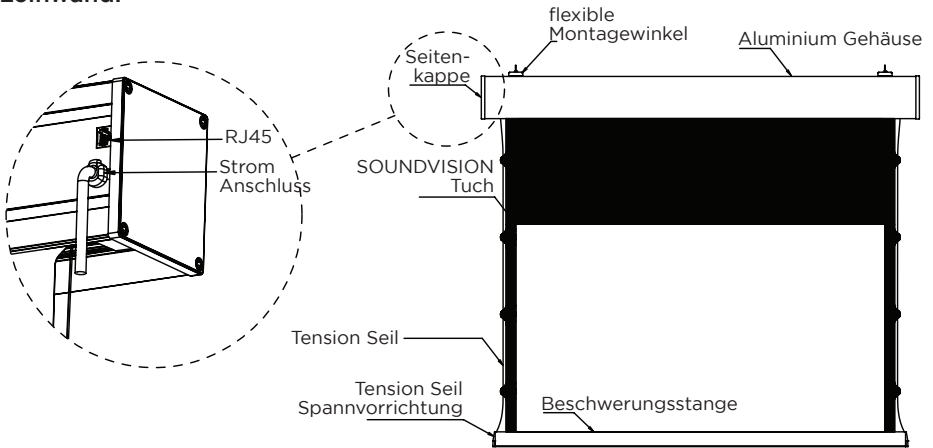 Leinwand:
flexible
Montagewinkel
Aluminium Gehäuse
Seiten-
kappe
RJ45
Strom
Anschluss
SOUNDVISION
Tuch
Tension Seil
Tension Seil
Spannvorrichtung
Beschwerungsstange